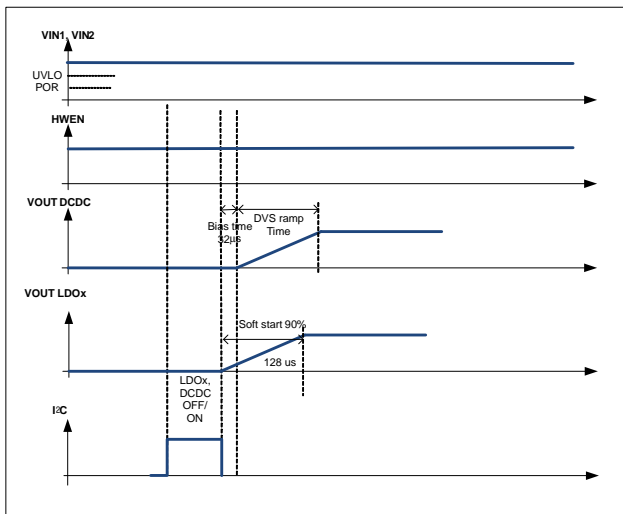 VIN1, VIN2
UVLO
POR
HWEN
VOUT DCDC
Bias time
32µs
DVS ramp
Time
VOUT LDOx
Soft start 90%
128 us
LDOx,
DCDC
OFF/
ON
I²C